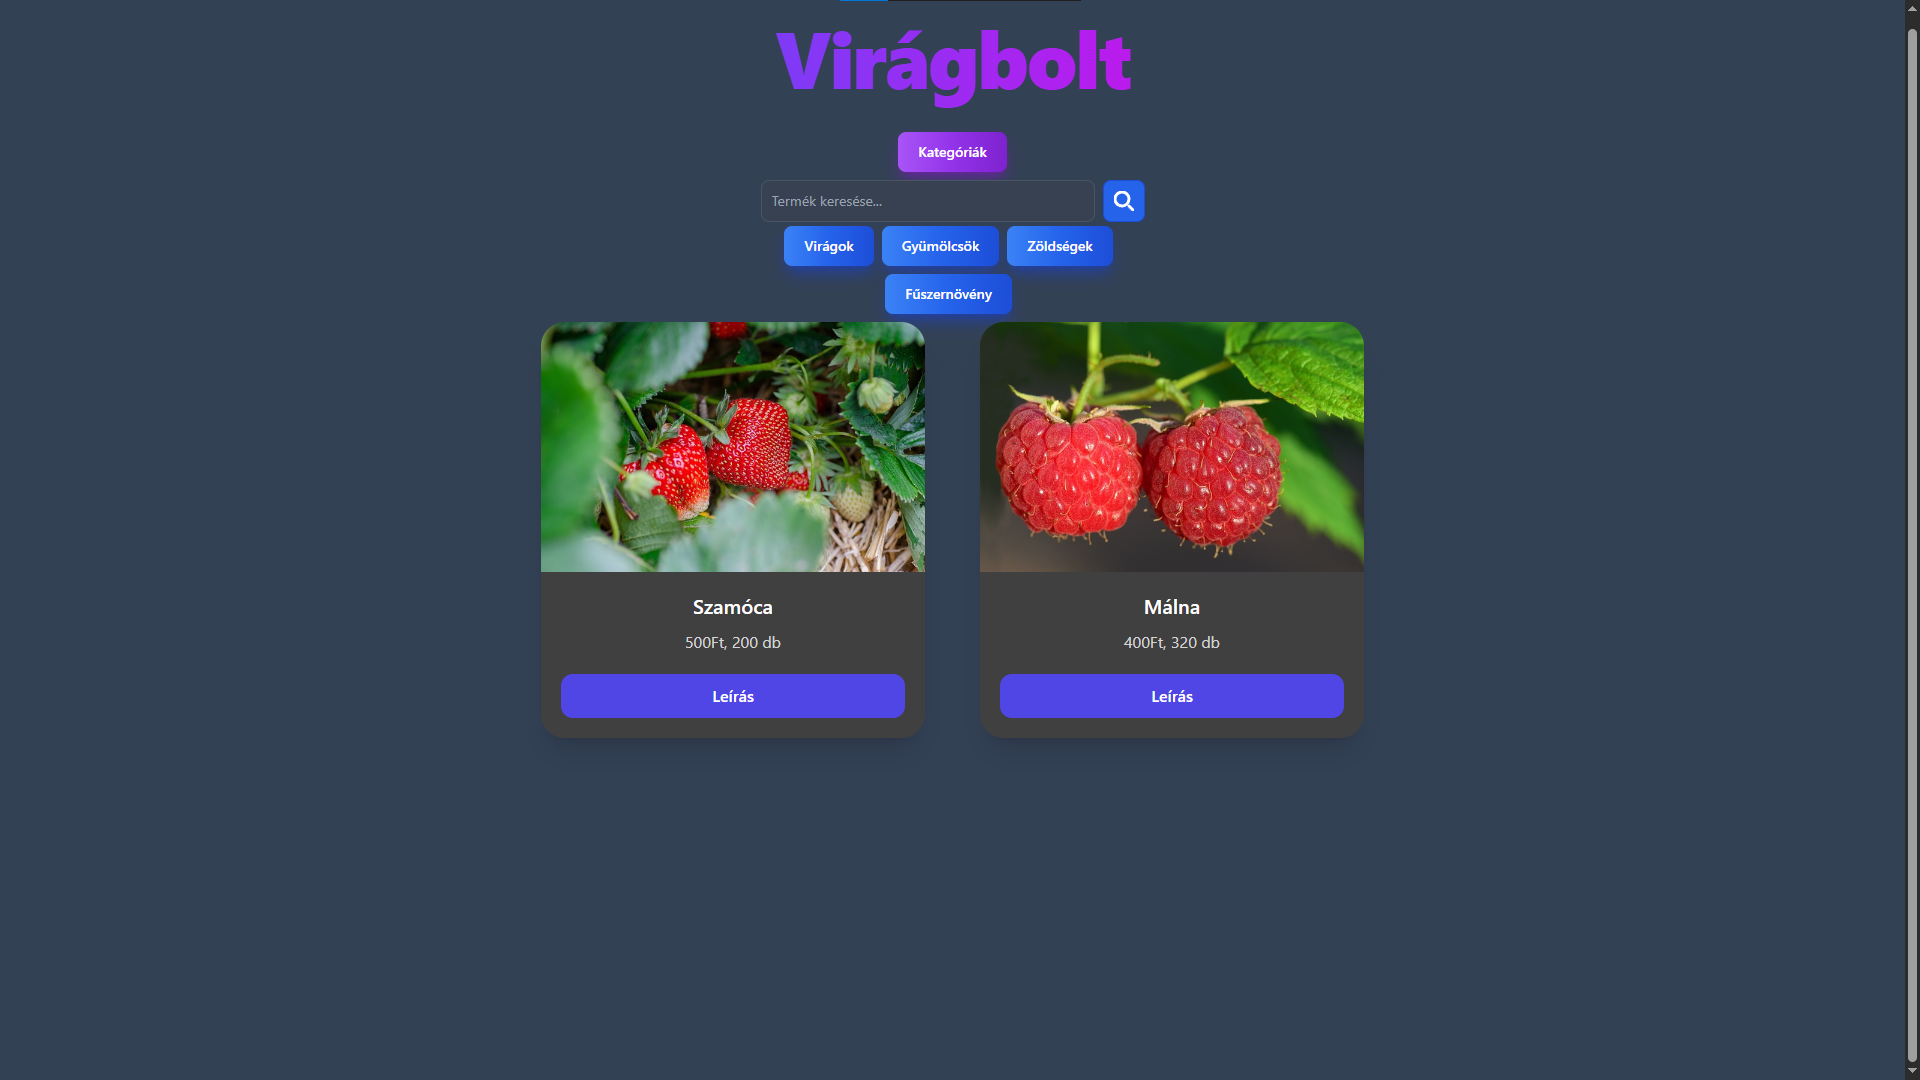 Virágbolt
Kategóriák
Termék keresése...
Virágok Gyümölcsök Zöldségek
Fűszernövény
Szamóca
500Ft, 200 db
Leírás
Málna
400Ft, 320 db
Leírás